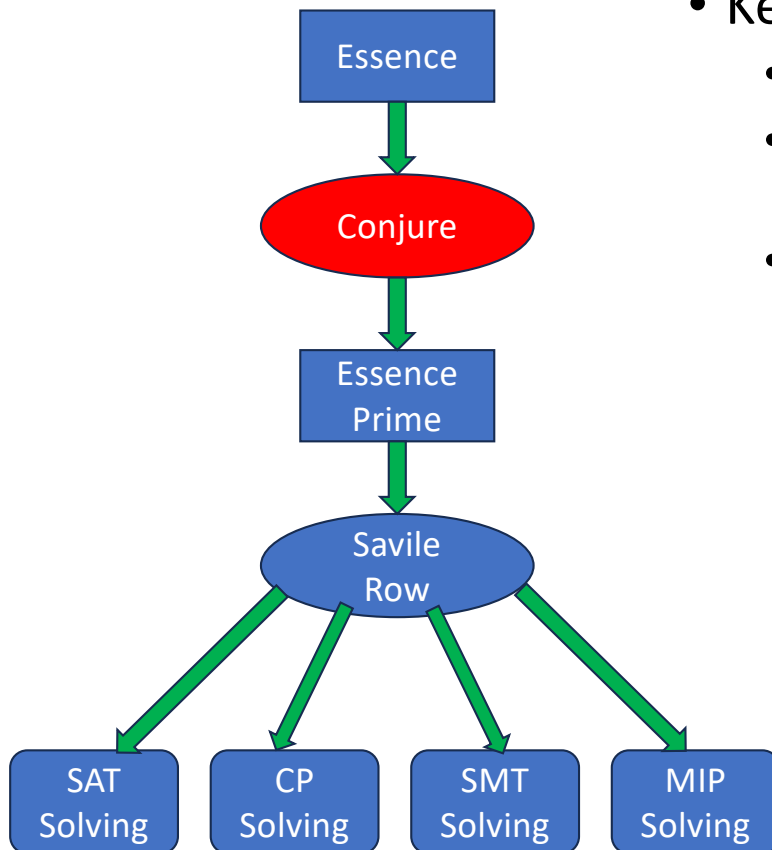 Essence
Conjure
Essence
Prime
Savile
Row
SAT
Solving
CP
Solving
SMT
Solving
MIP
Solving